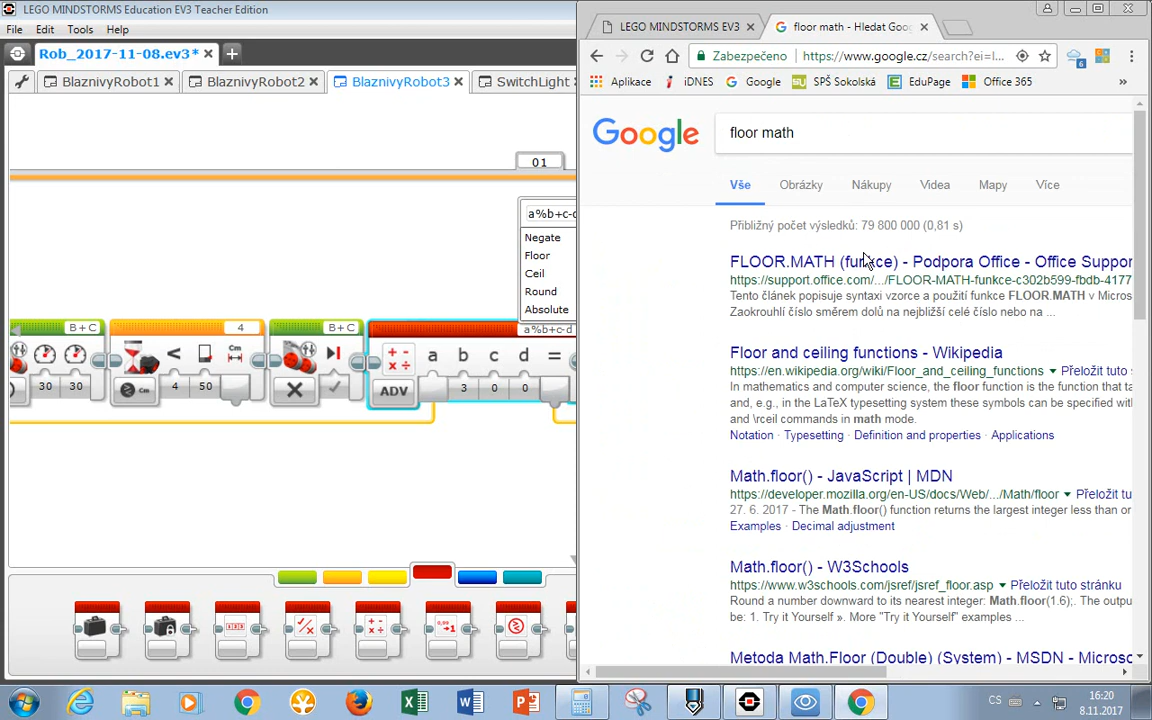 LEGO MINDSTORMS Education EV3 Teacher Edition
File Edit Tools Help
Rob_2017-11-08.ev3*
BlaznivyRobot1 BlaznivyRobot2 BlaznivyRobot3 SwitchLight
01
a%b+c-d
Negate
Floor
Ceil
Round
Absolute
B+C 4 B+C a%b+c-d
< Cm a b c d =
30 30 Cm 4 50 ADV 3 0 0
LEGO MINDSTORMS EV3 floor math - Hledat Goo
Zabezpečeno https://www.google.cz/search?ei=l...
Aplikace iDNES Google SPŠ Sokolská EduPage Office 365 »
Google floor math
Vše Obrázky Nákupy Videa Mapy Více
Přibližný počet výsledků: 79 800 000 (0,81 s)
FLOOR.MATH (funkce) - Podpora Office - Office Suppor
https://support.office.com/.../FLOOR-MATH-funkce-c302b599-fbdb-4177
Tento článek popisuje syntaxi vzorce a použití funkce FLOOR.MATH v Micros
Zaokrouhlí číslo směrem dolů na nejbližší celé číslo nebo na ...
Floor and ceiling functions - Wikipedia
https://en.wikipedia.org/wiki/Floor_and_ceiling_functions Přeložit tuto
In mathematics and computer science, the floor function is the function that ta
and, e.g., in the LaTeX typesetting system these symbols can be specified with
and \rceil commands in math mode.
Notation · Typesetting · Definition and properties · Applications
Math.floor() - JavaScript | MDN
https://developer.mozilla.org/en-US/docs/Web/.../Math/floor Přeložit tu
27. 6. 2017 - The Math.floor() function returns the largest integer less than or
Examples · Decimal adjustment
Math.floor() - W3Schools
https://www.w3schools.com/jsref/jsref_floor.asp Přeložit tuto stránku
Round a number downward to its nearest integer: Math.floor(1.6);. The outpu
be: 1. Try it Yourself ». More "Try it Yourself" examples ...
Metoda Math.Floor (Double) (System) - MSDN - Microso
CS 16:20
8.11.2017